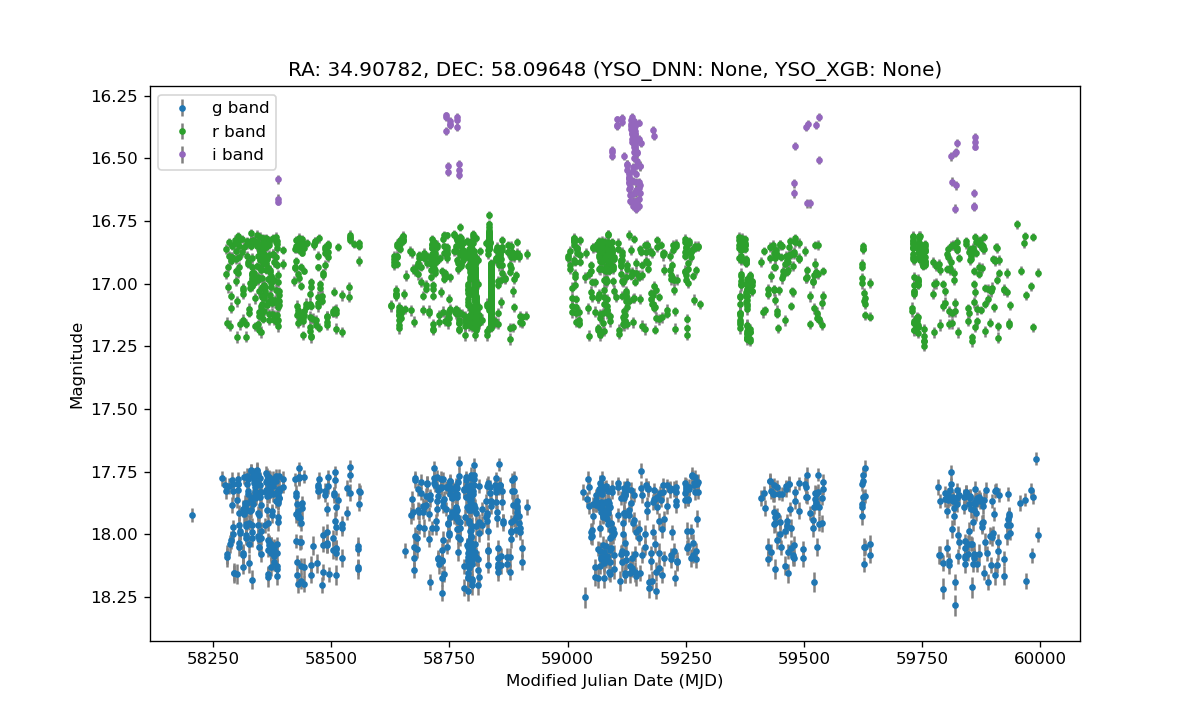 RA: 34.90782, DEC: 58.09648 (YSO_DNN: None, YSO_XGB: None)
g band
r band
i band
16.25
16.50
16.75
17.00
17.25
17.50
17.75
18.00
18.25
Magnitude
58250 58500 58750 59000 59250 59500 59750 60000
Modified Julian Date (MJD)